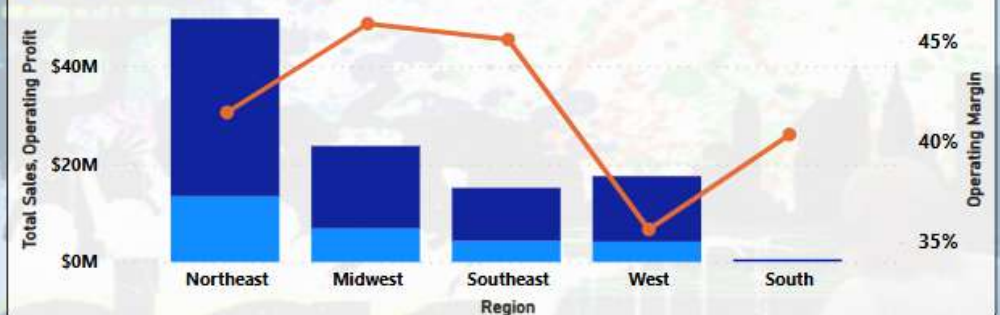 Total Sales, Operating Profit
$40M
$20M
$0M
45%
40%
35%
Operating Margin
Northeast Midwest Southeast West South
Region